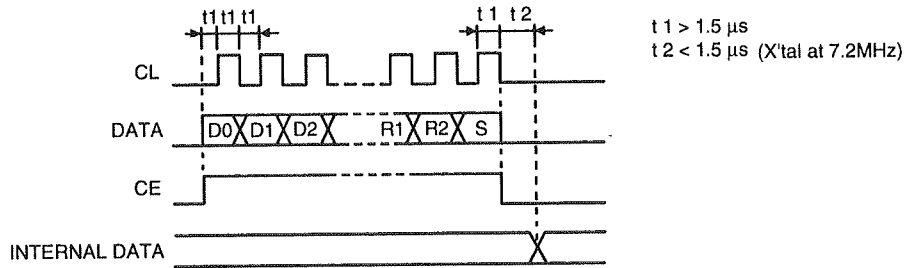 t1 t1 t1 t 1 t 2
t 1 > 1.5 µs
t 2 < 1.5 µs (X'tal at 7.2MHz)
CL
DATA D0 D1 D2 R1 R2 S
CE
INTERNAL DATA